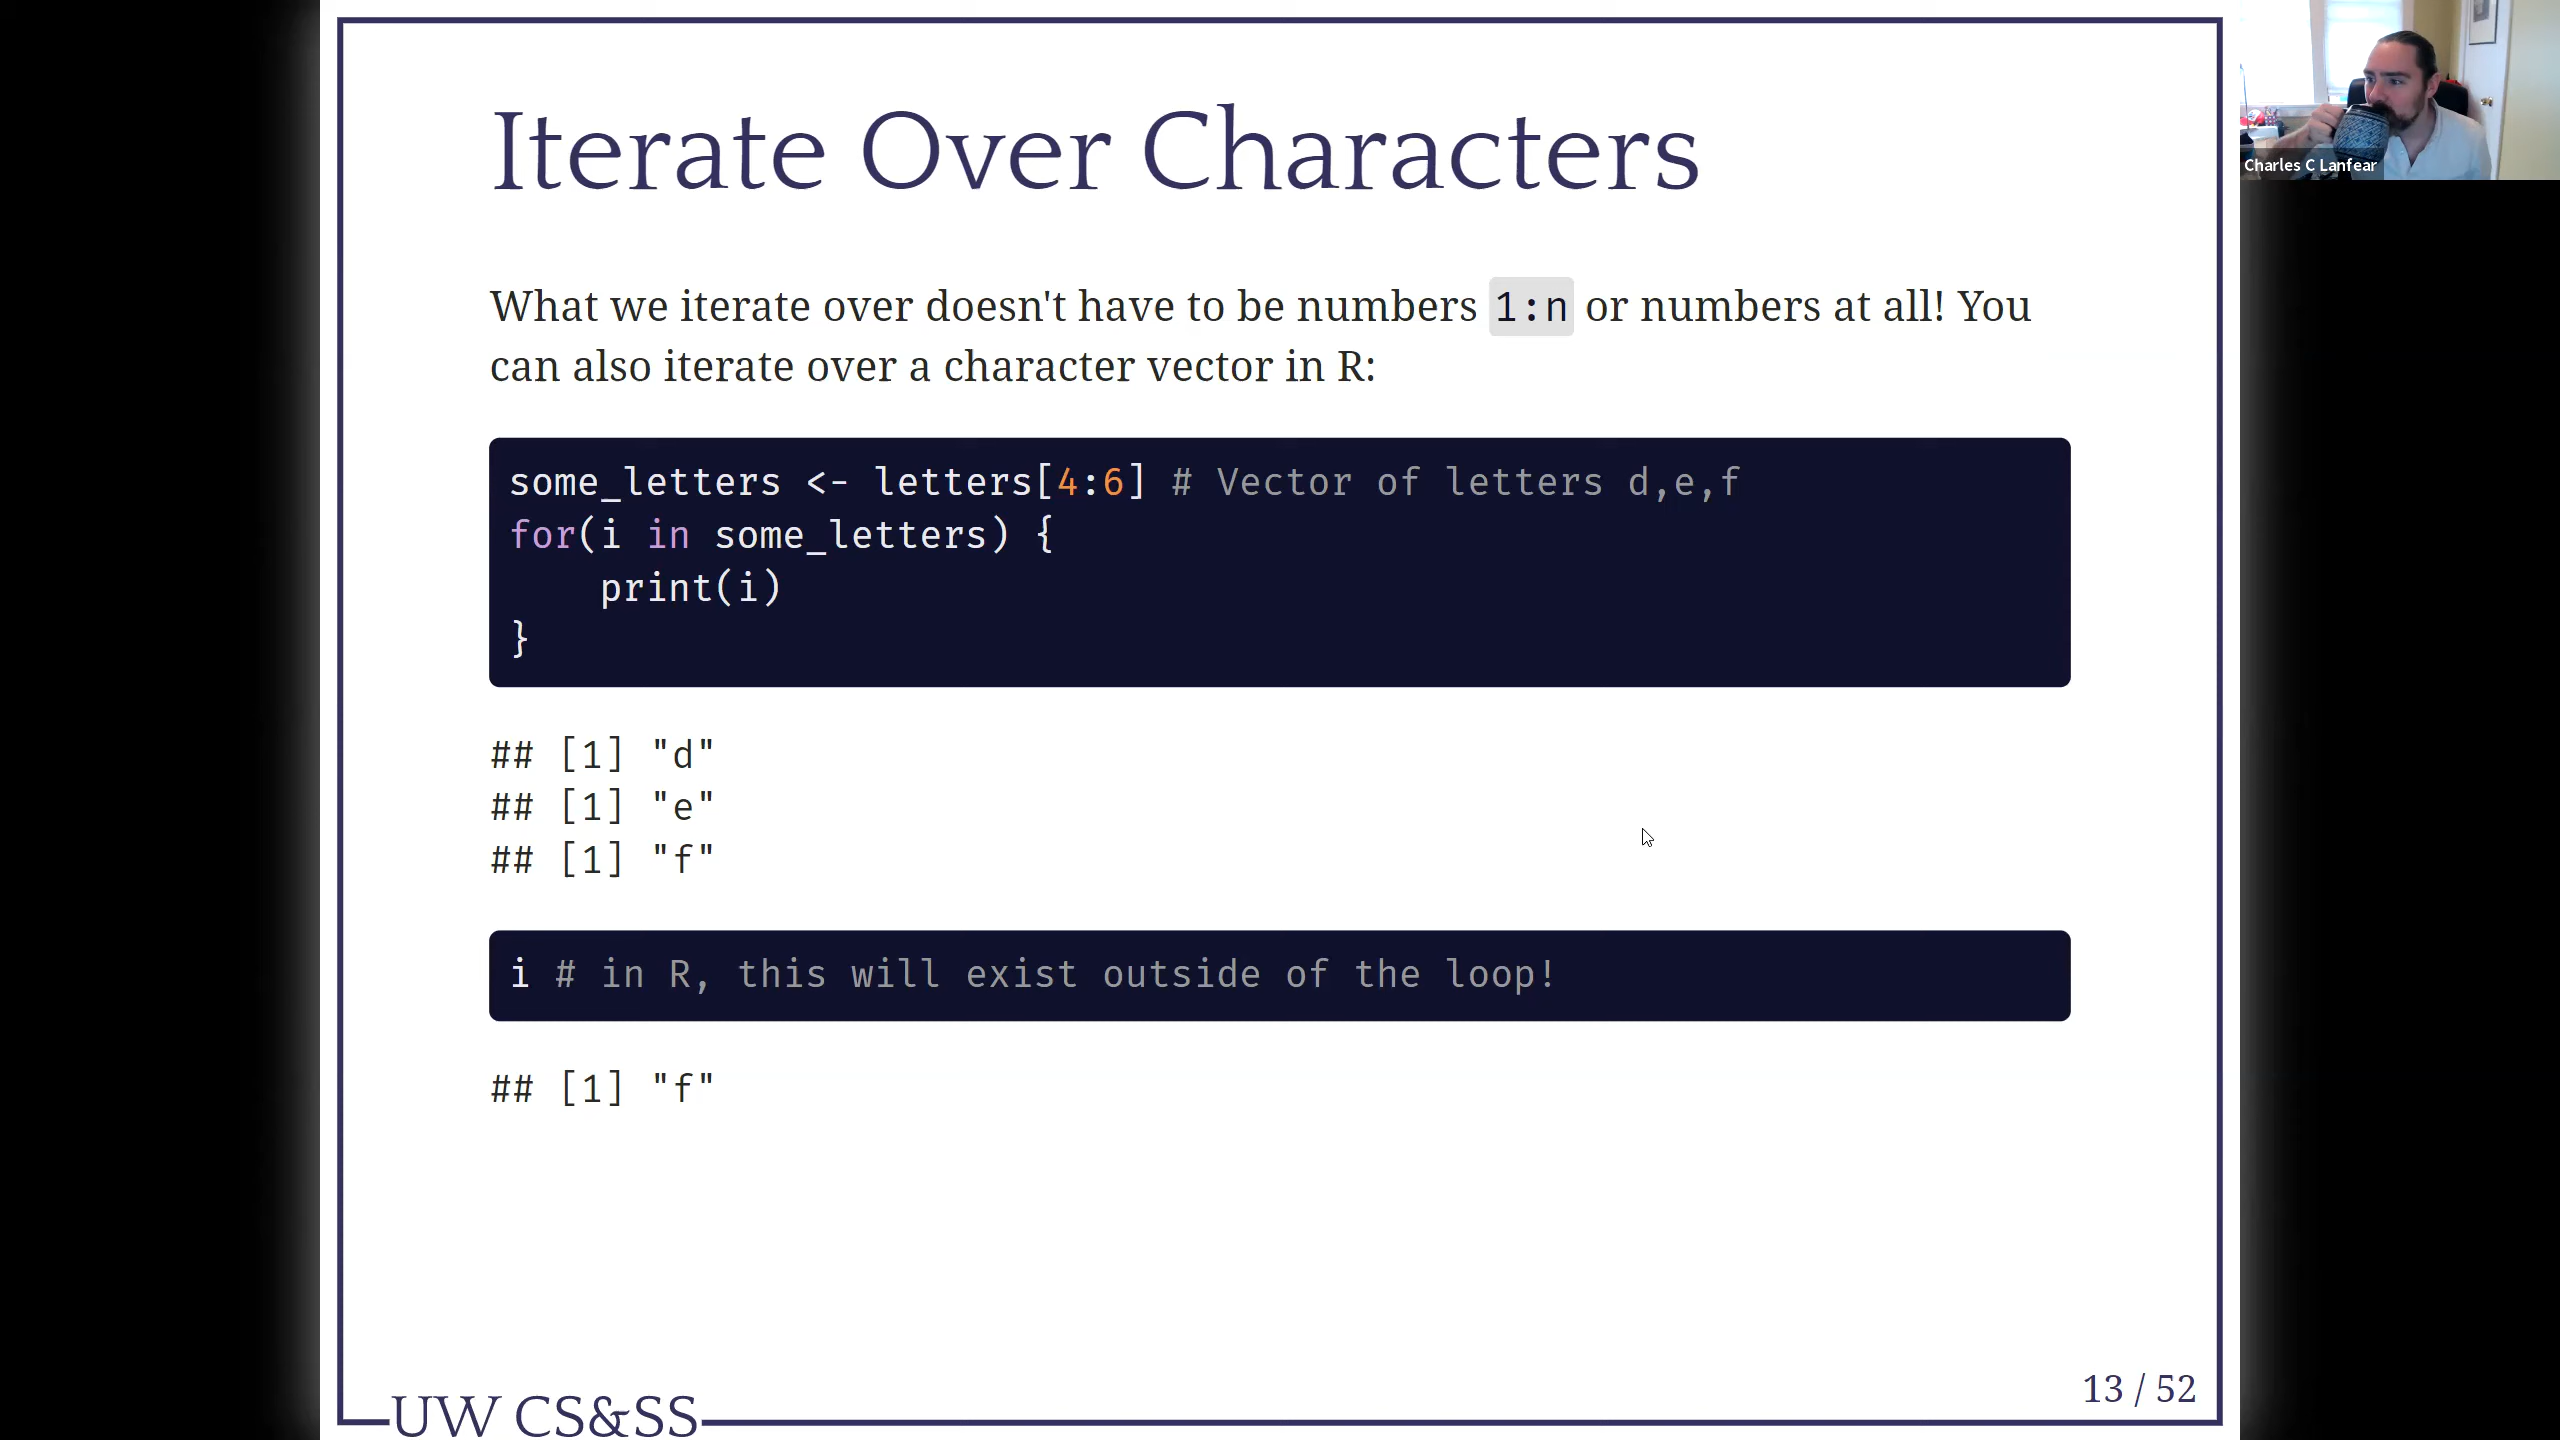 Iterate Over Characters
What we iterate over doesn't have to be numbers 1:n or numbers at all! You
can also iterate over a character vector in R:
some_letters <- letters[4:6] # Vector of letters d,e,f
for(i in some_letters) {
    print(i)
}
## [1] "d"
## [1] "e"
## [1] "f"
i # in R, this will exist outside of the loop!
## [1] "f"
13 / 52
UW CS&SS
Charles C Lanfear